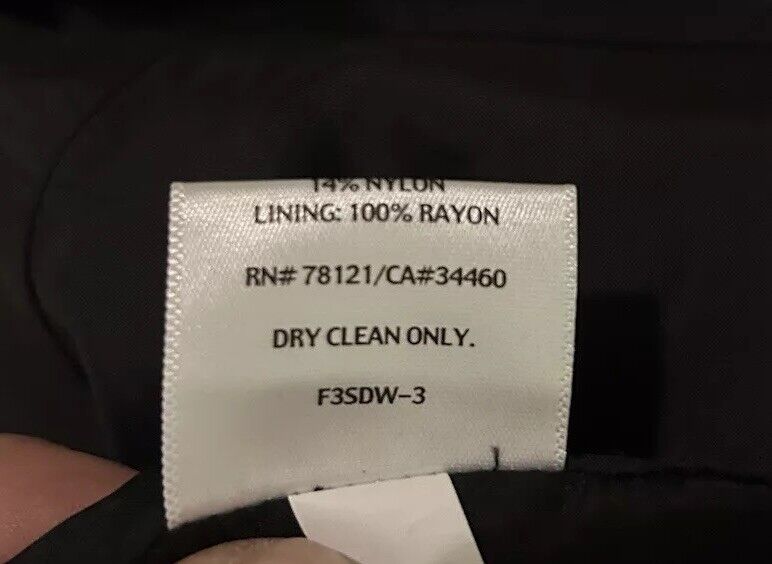 14% NYLON
LINING: 100% RAYON
RN# 78121/CA#34460
DRY CLEAN ONLY.
F3SDW-3